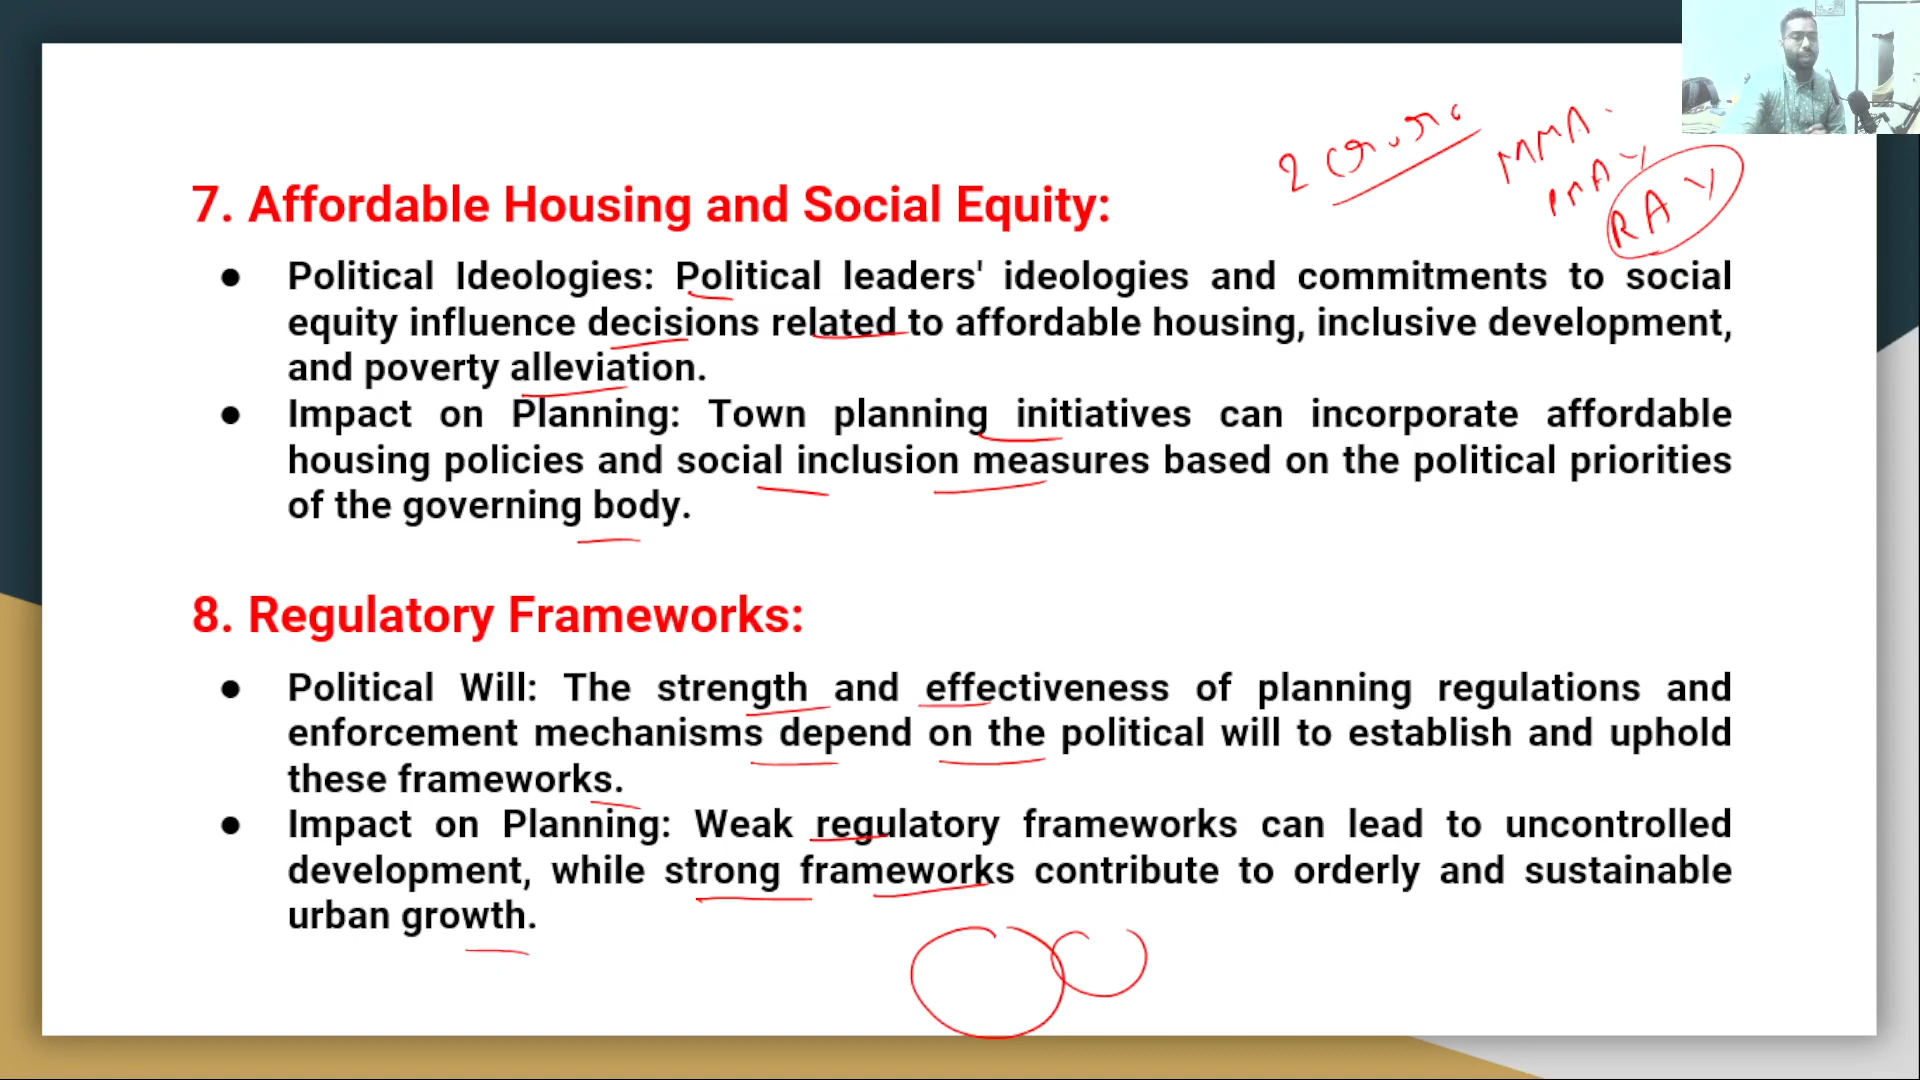 2 crore
MMA
PMAY
RAY
7. Affordable Housing and Social Equity:
● Political Ideologies: Political leaders' ideologies and commitments to social
equity influence decisions related to affordable housing, inclusive development,
and poverty alleviation.
● Impact on Planning: Town planning initiatives can incorporate affordable
housing policies and social inclusion measures based on the political priorities
of the governing body.
8. Regulatory Frameworks:
● Political Will: The strength and effectiveness of planning regulations and
enforcement mechanisms depend on the political will to establish and uphold
these frameworks.
● Impact on Planning: Weak regulatory frameworks can lead to uncontrolled
development, while strong frameworks contribute to orderly and sustainable
urban growth.